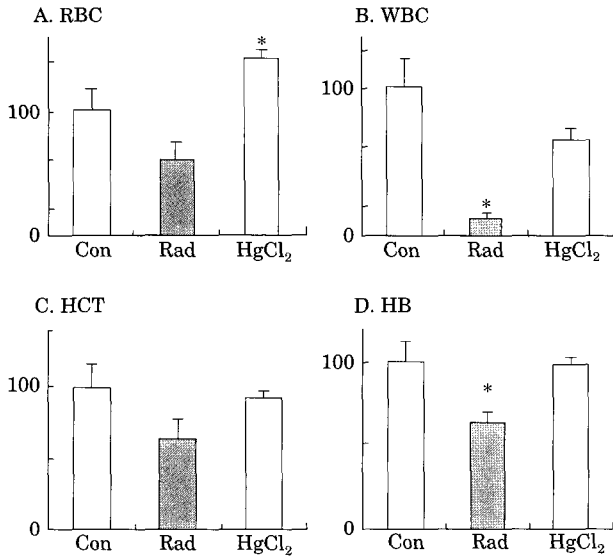 A. RBC
*
100
0
Con Rad HgCl₂
B. WBC
100
*
0
Con Rad HgCl₂
C. HCT
100
0
Con Rad HgCl₂
D. HB
100
*
0
Con Rad HgCl₂